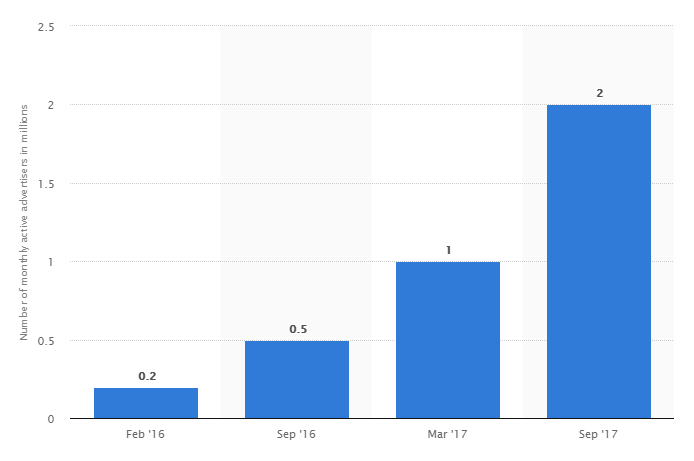 Number of monthly active advertisers in millions
2.5
2
1.5
1
0.5
0
0.2
0.5
1
2
Feb '16
Sep '16
Mar '17
Sep '17